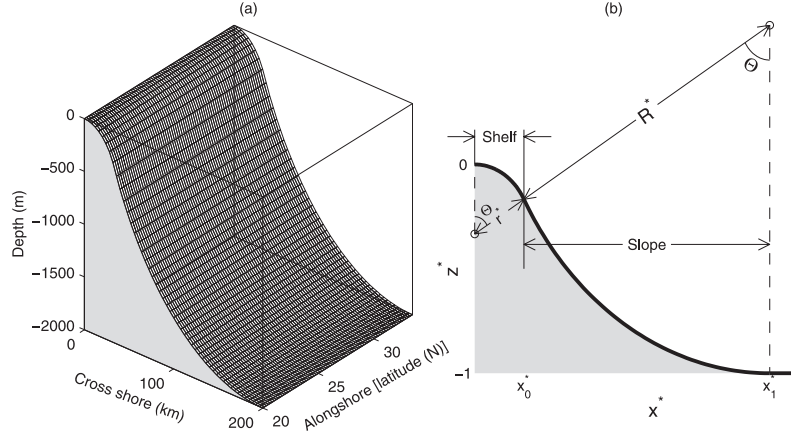 (a)
0
−500
−1000
−1500
−2000
Depth (m)
0
100
200
Cross shore (km)
20
25
30
Alongshore [latitude (N)]
(b)
Θ
R*
Shelf
0
Θ
r*
Slope
z*
−1
x*0
x*1
x*